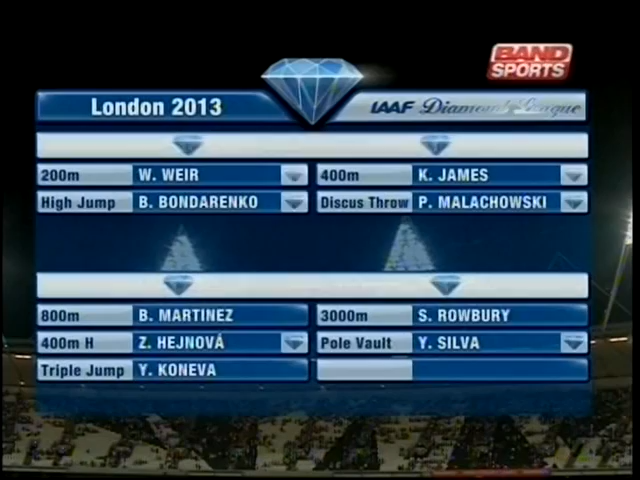 BAND
SPORTS
London 2013
IAAF Diamond League
200m W. WEIR
400m K. JAMES
High Jump B. BONDARENKO
Discus Throw P. MALACHOWSKI
800m B. MARTINEZ
3000m S. ROWBURY
400m H Z. HEJNOVÁ
Pole Vault Y. SILVA
Triple Jump Y. KONEVA